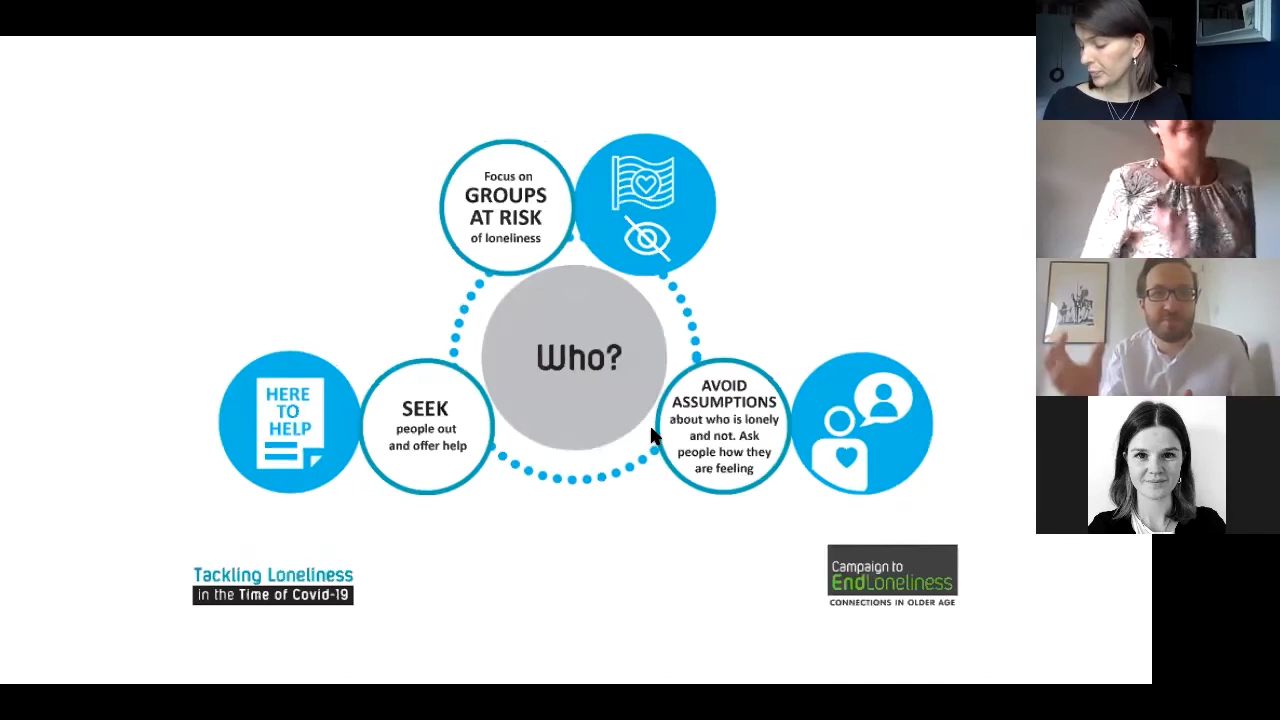 Focus on
GROUPS
AT RISK
of loneliness
Who?
HERE
TO
HELP
SEEK
people out
and offer help
AVOID
ASSUMPTIONS
about who is lonely
and not. Ask
people how they
are feeling
Tackling Loneliness
in the Time of Covid-19
Campaign to
EndLoneliness
CONNECTIONS IN OLDER AGE